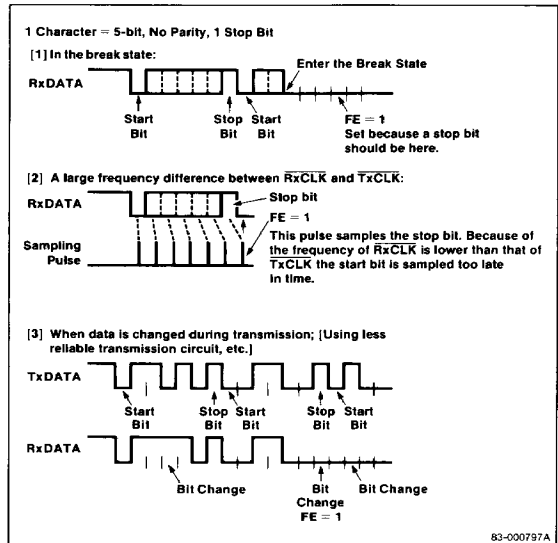 1 Character = 5-bit, No Parity, 1 Stop Bit
[1] In the break state:
Enter the Break State
RxDATA
Start Bit
Stop Bit
Start Bit
FE = 1
Set because a stop bit
should be here.
[2] A large frequency difference between RxCLK and TxCLK:
RxDATA
Stop bit
FE = 1
Sampling
Pulse
This pulse samples the stop bit. Because of
the frequency of RxCLK is lower than that of
TxCLK the start bit is sampled too late
in time.
[3] When data is changed during transmission; [Using less
reliable transmission circuit, etc.]
TxDATA
Start Bit
Stop Bit
Start Bit
Stop Bit
Start Bit
RxDATA
Bit Change
Bit Change
FE = 1
Bit Change
83-000797A